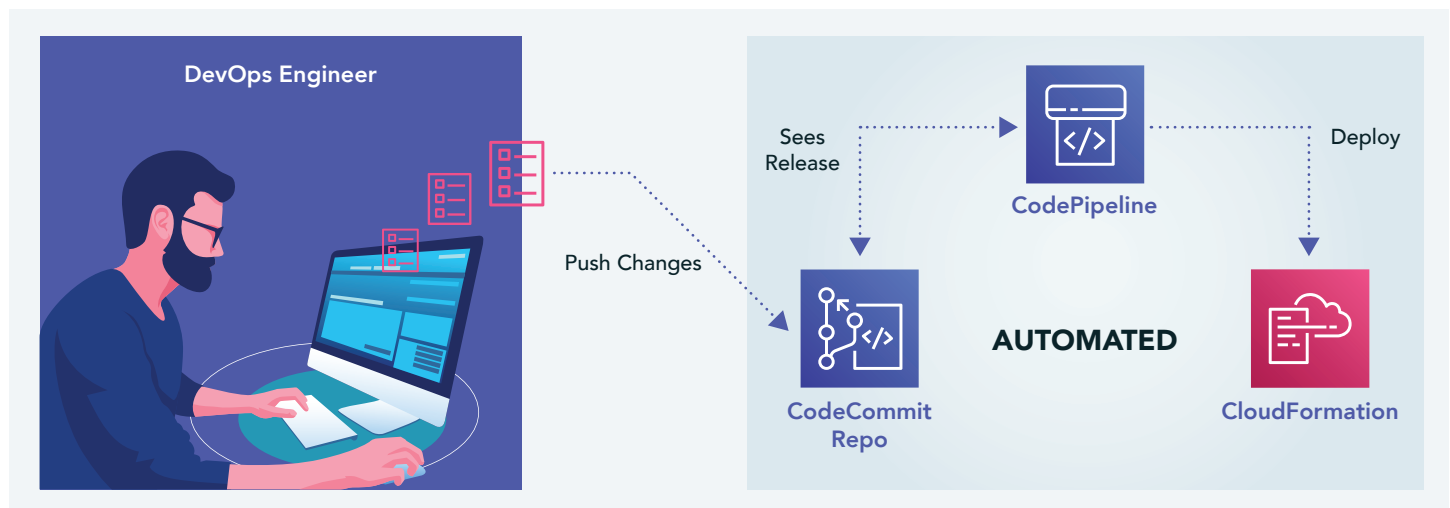 DevOps Engineer
Push Changes
Sees
Release
CodePipeline
Deploy
CodeCommit
Repo
AUTOMATED
CloudFormation